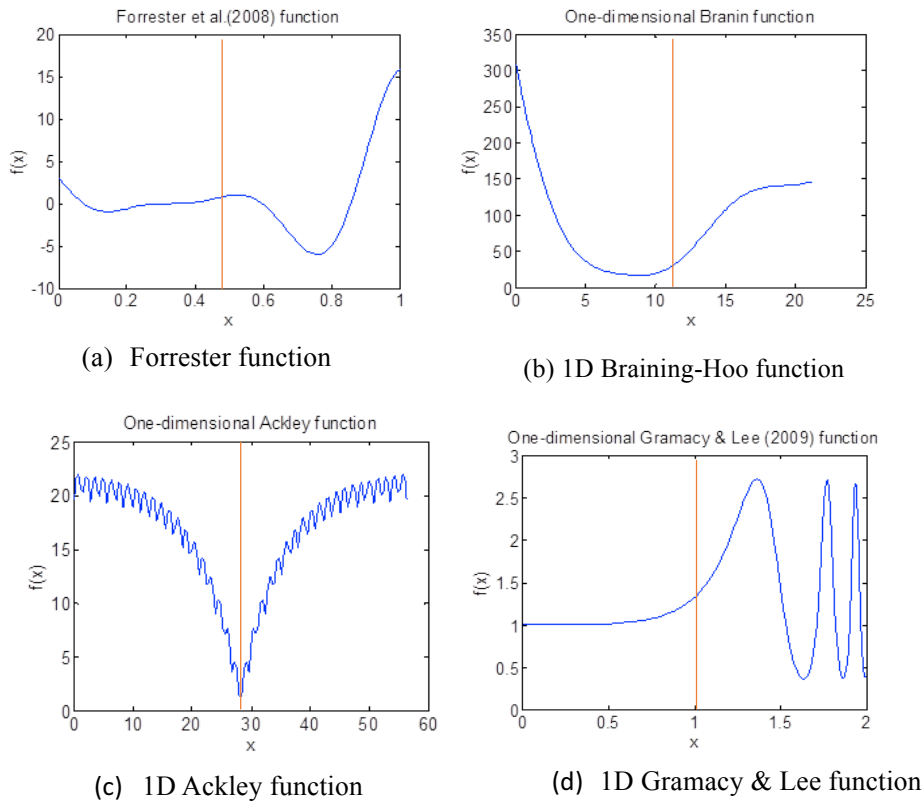 Forrester et al.(2008) function
20
15
10
5
0
-5
-10
f(x)
0 0.2 0.4 0.6 0.8 1
x
(a) Forrester function
One-dimensional Branin function
350
300
250
200
150
100
50
0
f(x)
0 5 10 15 20 25
x
(b) 1D Braining-Hoo function
One-dimensional Ackley function
25
20
15
10
5
0
f(x)
0 10 20 30 40 50 60
x
(c) 1D Ackley function
One-dimensional Gramacy & Lee (2009) function
3
2.5
2
1.5
1
0.5
0
f(x)
0 0.5 1 1.5 2
x
(d) 1D Gramacy & Lee function